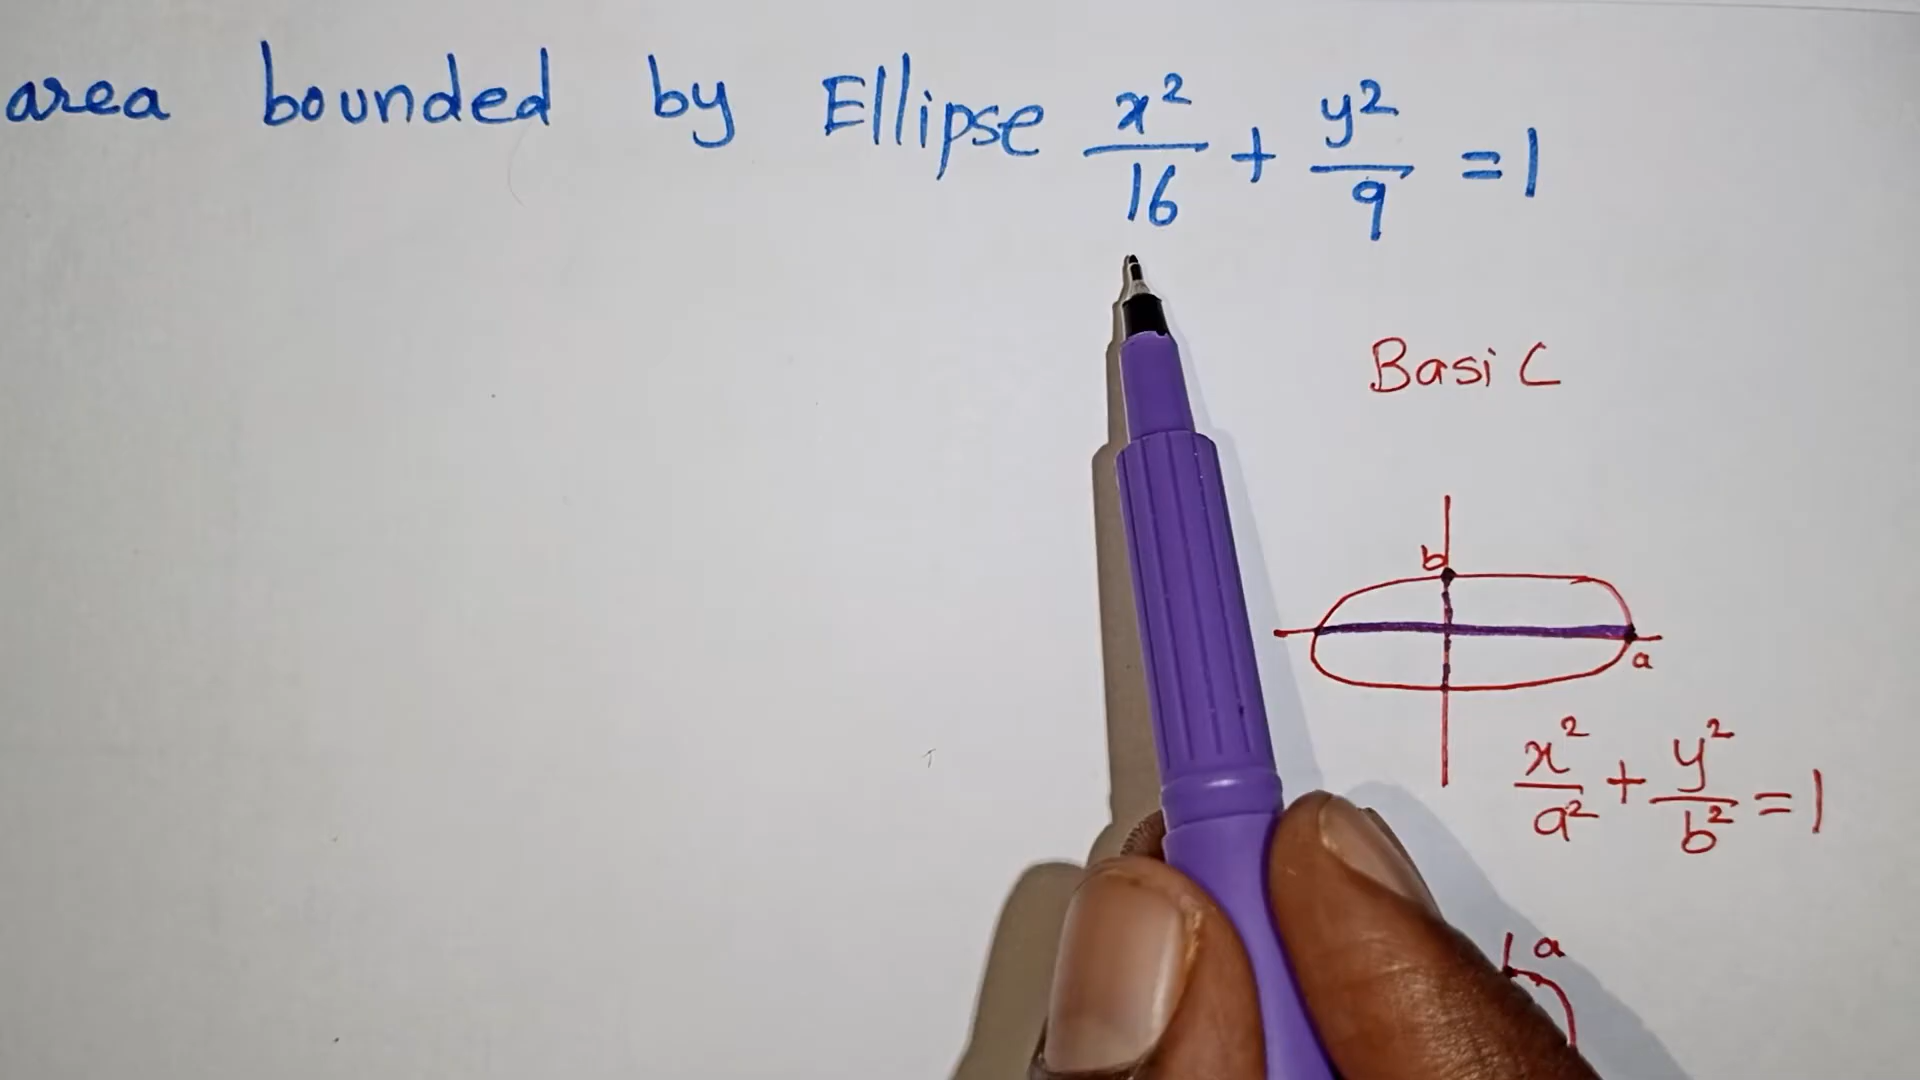 area bounded by Ellipse x²/16 + y²/9 = 1
Basic
b
a
x²/a² + y²/b² = 1
a